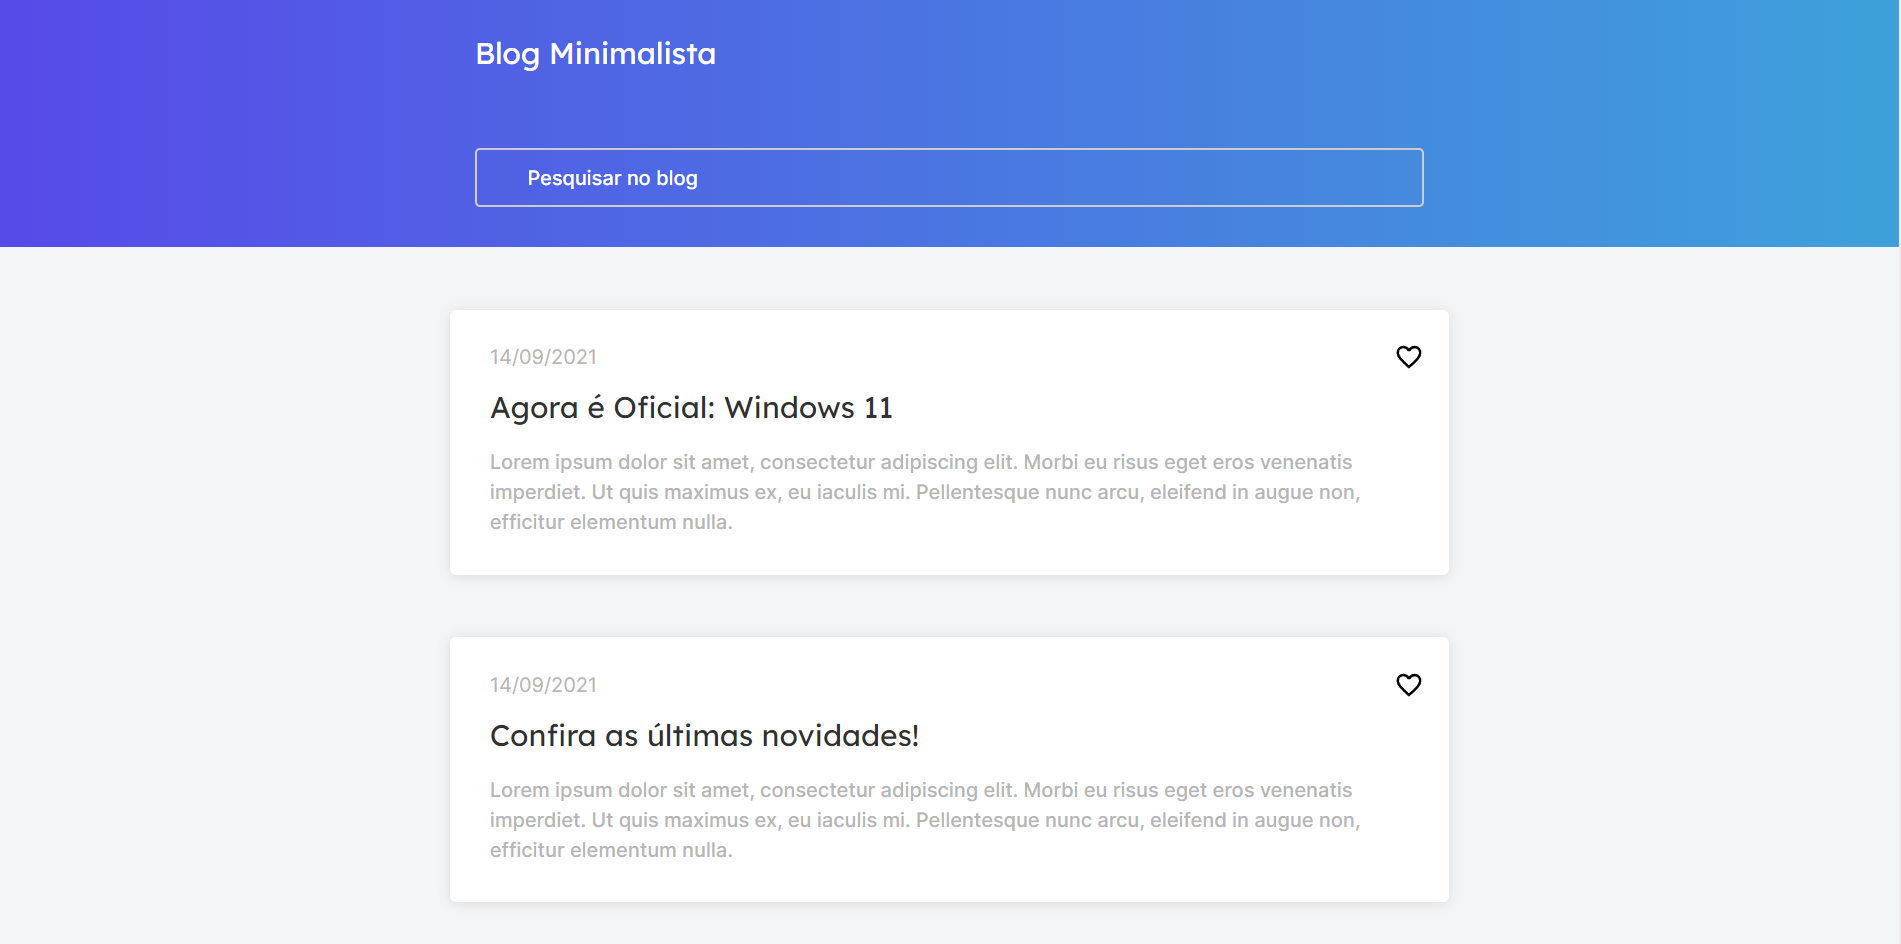 Blog Minimalista
Pesquisar no blog
14/09/2021
Agora é Oficial: Windows 11
Lorem ipsum dolor sit amet, consectetur adipiscing elit. Morbi eu risus eget eros venenatis
imperdiet. Ut quis maximus ex, eu iaculis mi. Pellentesque nunc arcu, eleifend in augue non,
efficitur elementum nulla.
14/09/2021
Confira as últimas novidades!
Lorem ipsum dolor sit amet, consectetur adipiscing elit. Morbi eu risus eget eros venenatis
imperdiet. Ut quis maximus ex, eu iaculis mi. Pellentesque nunc arcu, eleifend in augue non,
efficitur elementum nulla.